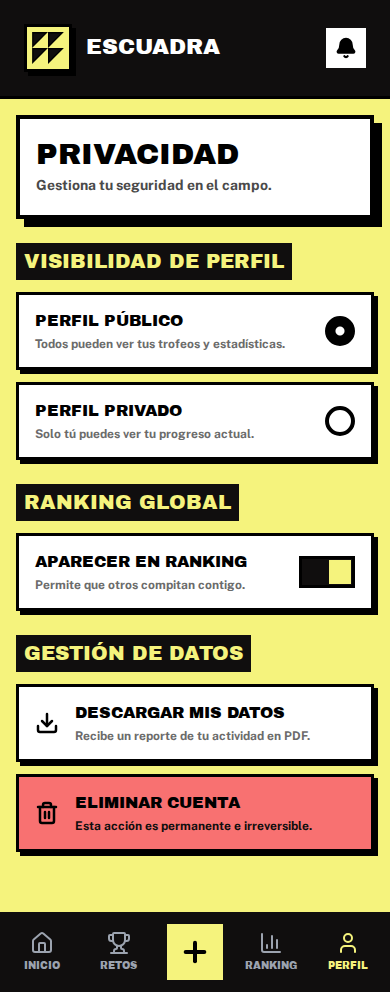 ESCUADRA
PRIVACIDAD
Gestiona tu seguridad en el campo.
VISIBILIDAD DE PERFIL
PERFIL PÚBLICO
Todos pueden ver tus trofeos y estadísticas.
PERFIL PRIVADO
Solo tú puedes ver tu progreso actual.
RANKING GLOBAL
APARECER EN RANKING
Permite que otros compitan contigo.
GESTIÓN DE DATOS
DESCARGAR MIS DATOS
Recibe un reporte de tu actividad en PDF.
ELIMINAR CUENTA
Esta acción es permanente e irreversible.
INICIO RETOS RANKING PERFIL